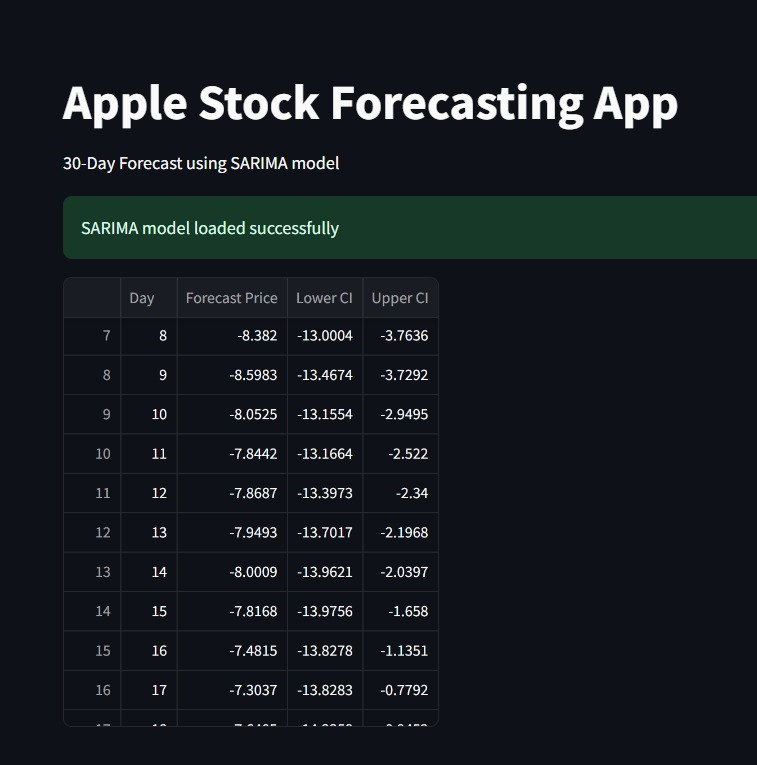 Apple Stock Forecasting App
30-Day Forecast using SARIMA model
SARIMA model loaded successfully
Day Forecast Price Lower CI Upper CI
7 8 -8.382 -13.0004 -3.7636
8 9 -8.5983 -13.4674 -3.7292
9 10 -8.0525 -13.1554 -2.9495
10 11 -7.8442 -13.1664 -2.522
11 12 -7.8687 -13.3973 -2.34
12 13 -7.9493 -13.7017 -2.1968
13 14 -8.0009 -13.9621 -2.0397
14 15 -7.8168 -13.9756 -1.658
15 16 -7.4815 -13.8278 -1.1351
16 17 -7.3037 -13.8283 -0.7792